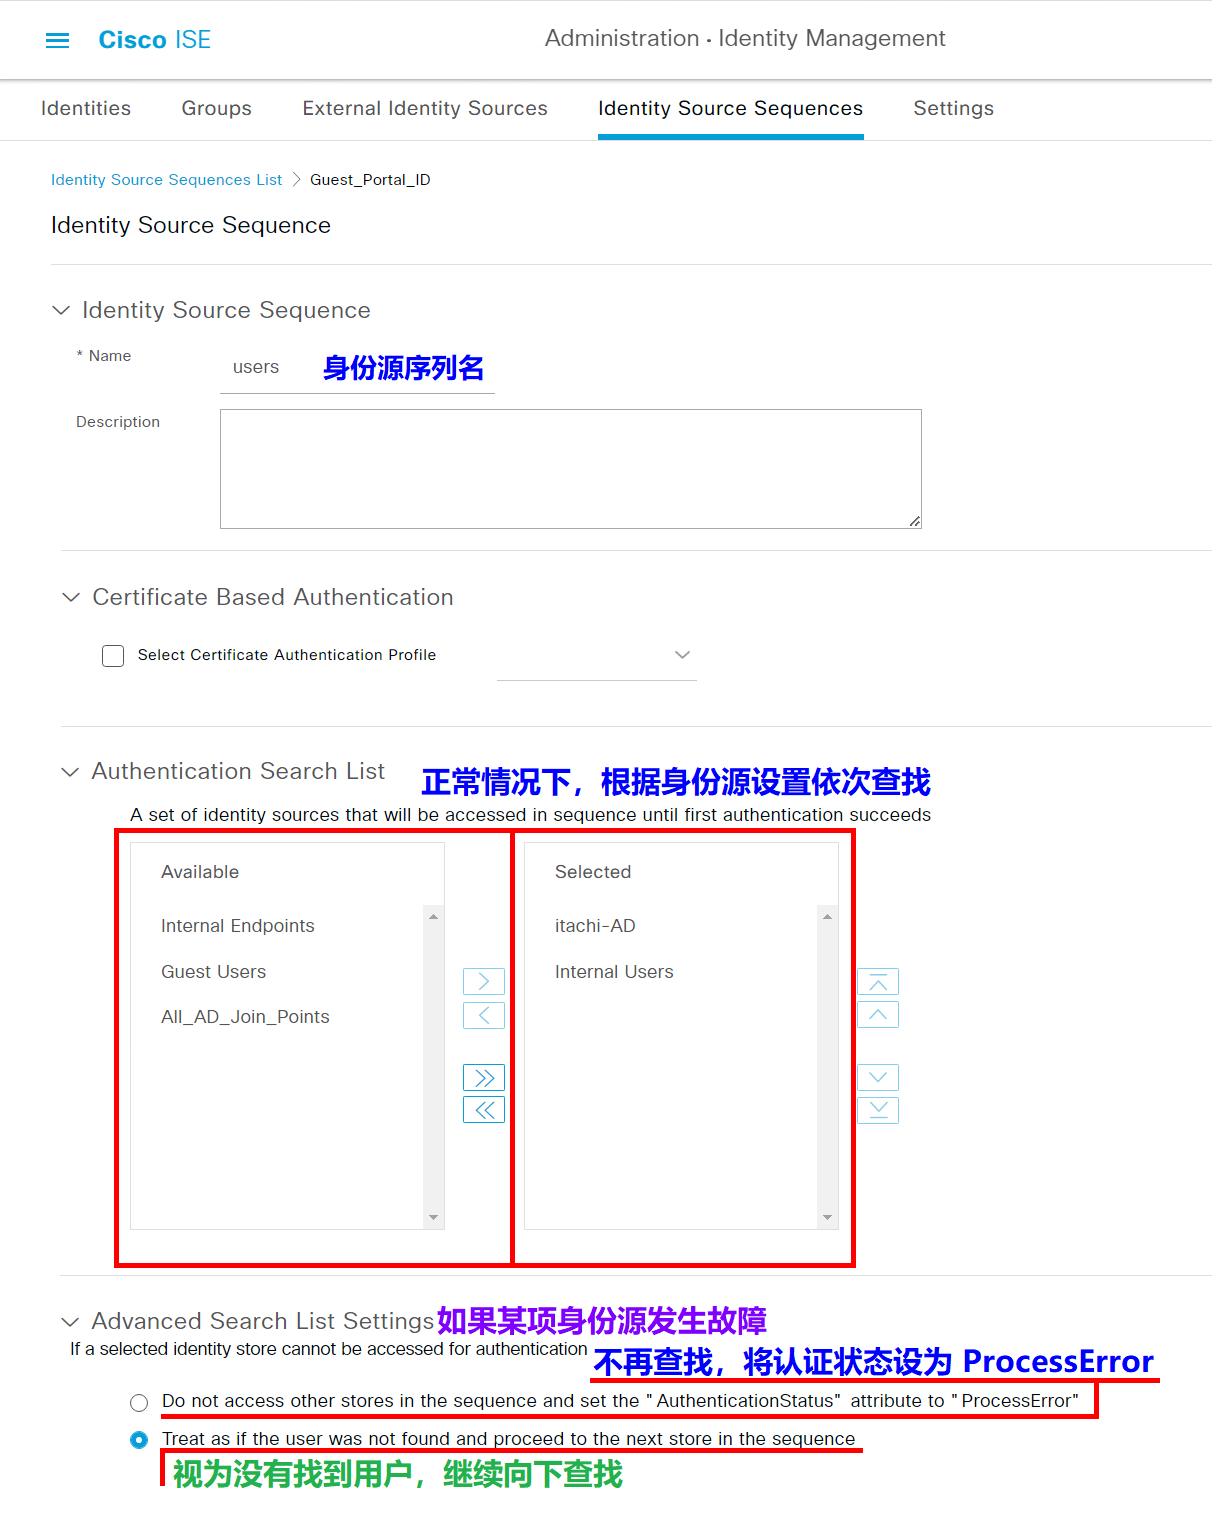 Cisco ISE
Administration · Identity Management
Identities Groups External Identity Sources Identity Source Sequences Settings
Identity Source Sequences List > Guest_Portal_ID
Identity Source Sequence
Identity Source Sequence
* Name
users
身份源序列名
Description
Certificate Based Authentication
Select Certificate Authentication Profile
Authentication Search List
正常情况下，根据身份源设置依次查找
A set of identity sources that will be accessed in sequence until first authentication succeeds
Available
Internal Endpoints
Guest Users
All_AD_Join_Points
Selected
itachi-AD
Internal Users
Advanced Search List Settings
如果某项身份源发生故障
If a selected identity store cannot be accessed for authentication
不再查找，将认证状态设为 ProcessError
Do not access other stores in the sequence and set the "AuthenticationStatus" attribute to "ProcessError"
Treat as if the user was not found and proceed to the next store in the sequence
视为没有找到用户，继续向下查找